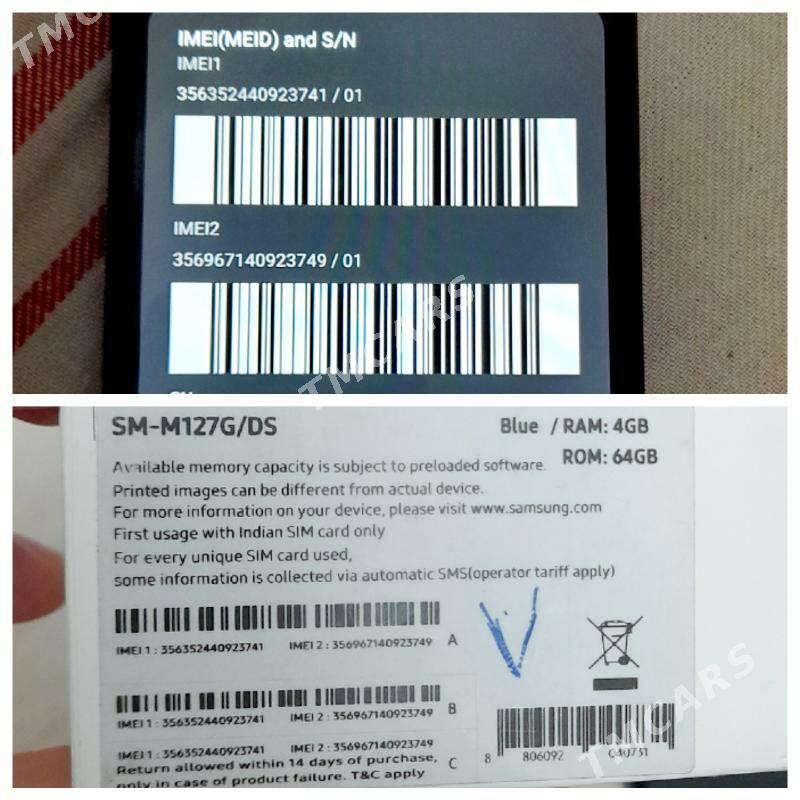 IMEI(MEID) and S/N
IMEI1
356352440923741 / 01
IMEI2
356967140923749 / 01
TMCARS
SM-M127G/DS
Blue / RAM: 4GB
ROM: 64GB
Available memory capacity is subject to preloaded software.
Printed images can be different from actual device.
For more information on your device, please visit www.samsung.com
First usage with Indian SIM card only
For every unique SIM card used,
some information is collected via automatic SMS(operator tariff apply)
IMEI 1 : 356352440923741 IMEI 2 : 356967140923749 A
IMEI 1 : 356352440923741 IMEI 2 : 356967140923749 B
IMEI 1 : 356352440923741 IMEI 2 : 356967140923749 C
Return allowed within 14 days of purchase,
only in case of product failure. T&C apply
8 806092 040731
TMCARS